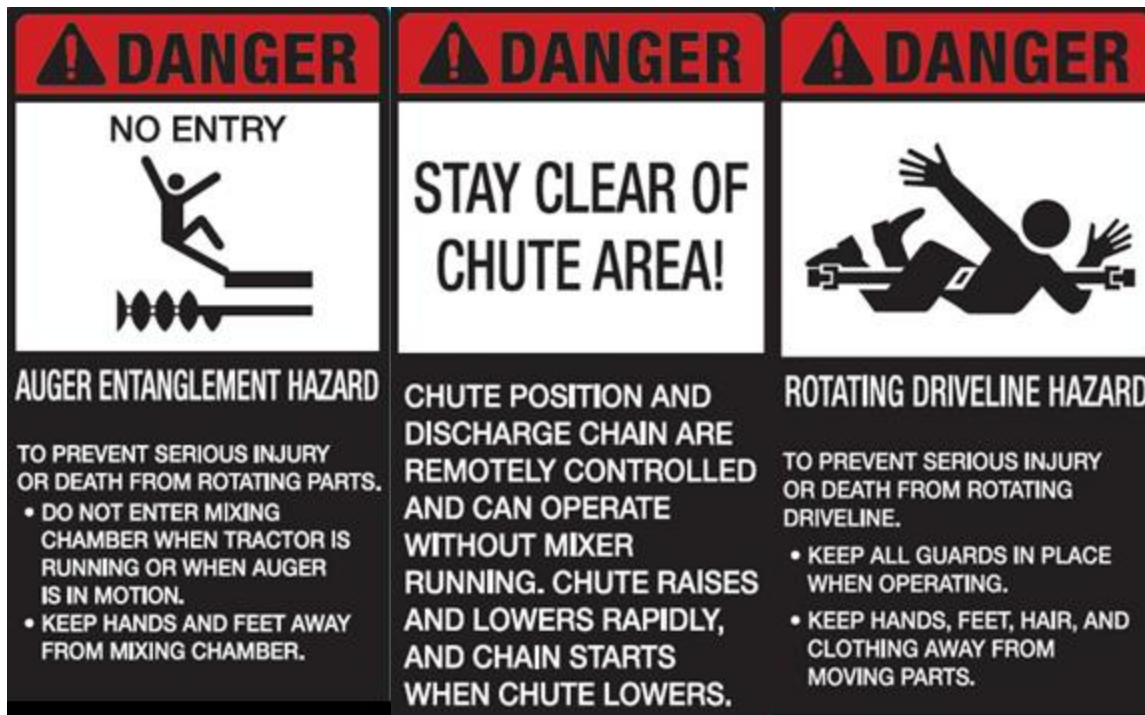 DANGER
NO ENTRY
AUGER ENTANGLEMENT HAZARD
TO PREVENT SERIOUS INJURY
OR DEATH FROM ROTATING PARTS.
• DO NOT ENTER MIXING
CHAMBER WHEN TRACTOR IS
RUNNING OR WHEN AUGER
IS IN MOTION.
• KEEP HANDS AND FEET AWAY
FROM MIXING CHAMBER.
DANGER
STAY CLEAR OF
CHUTE AREA!
CHUTE POSITION AND
DISCHARGE CHAIN ARE
REMOTELY CONTROLLED
AND CAN OPERATE
WITHOUT MIXER
RUNNING. CHUTE RAISES
AND LOWERS RAPIDLY,
AND CHAIN STARTS
WHEN CHUTE LOWERS.
DANGER
ROTATING DRIVELINE HAZARD
TO PREVENT SERIOUS INJURY
OR DEATH FROM ROTATING
DRIVELINE.
• KEEP ALL GUARDS IN PLACE
WHEN OPERATING.
• KEEP HANDS, FEET, HAIR, AND
CLOTHING AWAY FROM
MOVING PARTS.